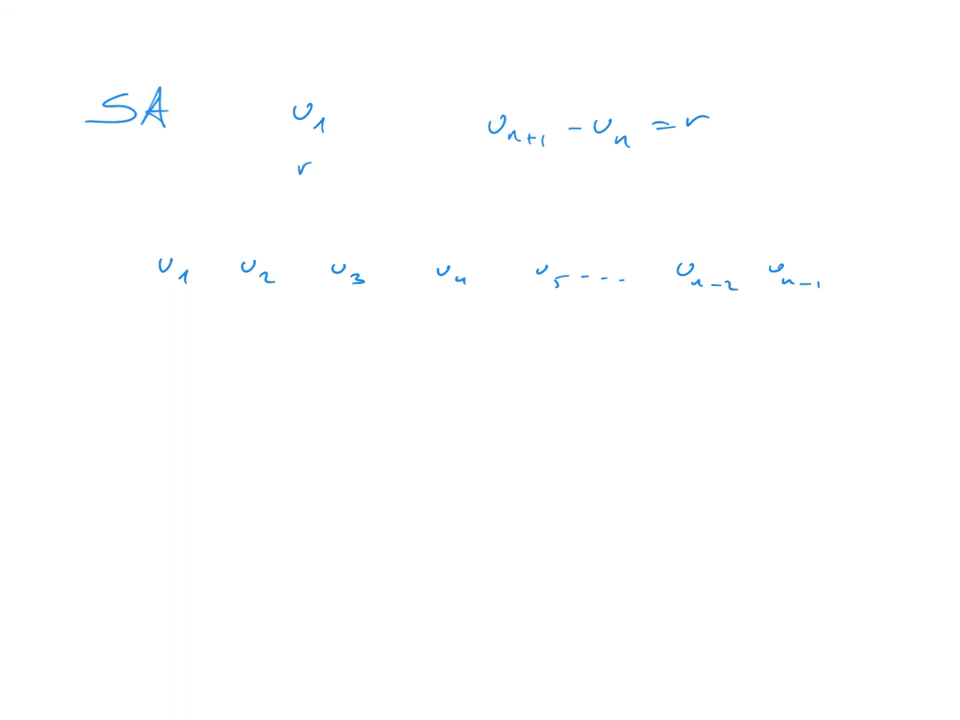 SA u₁ uₙ₊₁ - uₙ = r
r
u₁ u₂ u₃ u₄ u₅ ---... uₙ₋₂ uₙ₋₁